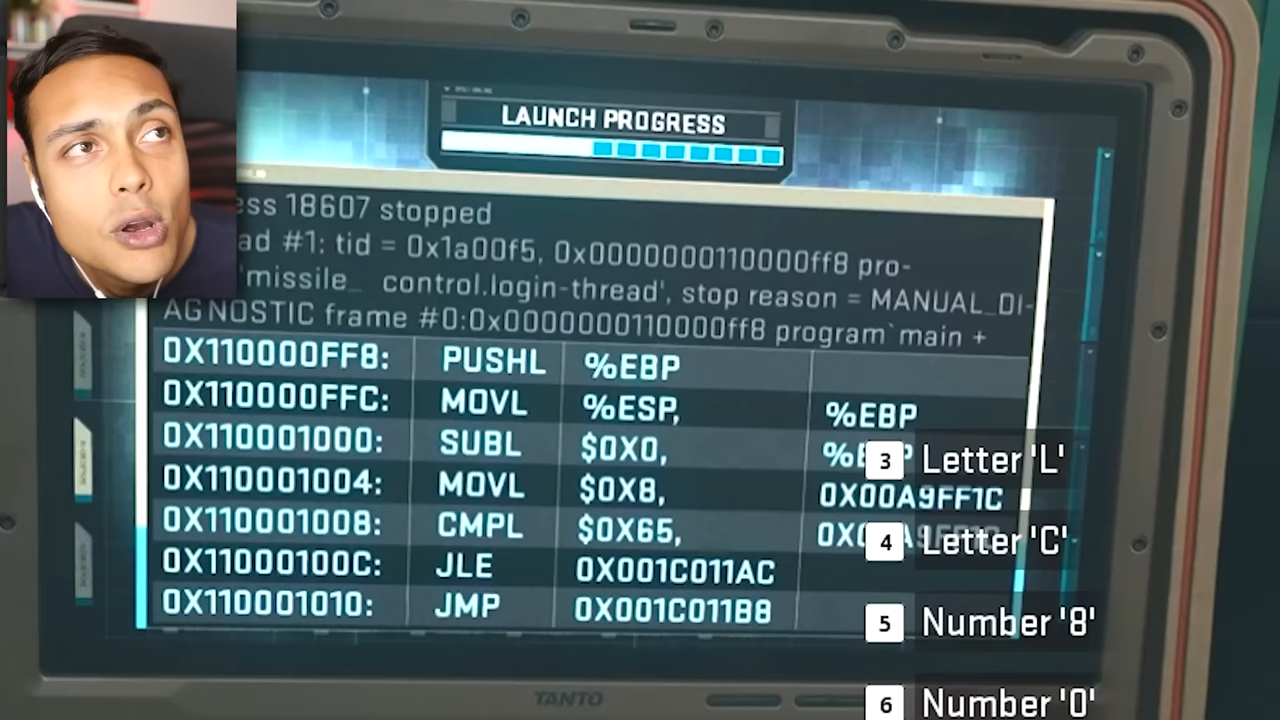 LAUNCH PROGRESS
ess 18607 stopped
ad #1: tid = 0x1a00f5, 0x0000000110000ff8 pro-
'missile_ control.login-thread', stop reason = MANUAL_DI-
AGNOSTIC frame #0:0x0000000110000ff8 program`main +
0X110000FF8: PUSHL %EBP
0X110000FFC: MOVL %ESP, %EBP
0X110001000: SUBL $0X0,
0X110001004: MOVL $0X8, 0X00A9FF1C
0X110001008: CMPL $0X65,
0X11000100C: JLE 0X001C011AC
0X110001010: JMP 0X001C011B8
3 Letter 'L'
4 Letter 'C'
5 Number '8'
6 Number '0'
TANTO